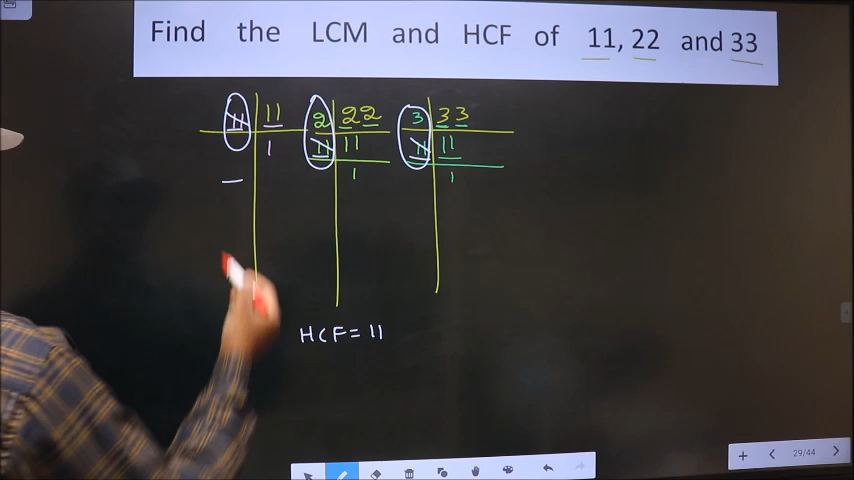 Find the LCM and HCF of 11, 22 and 33
11 11 2 22 3 33
1 11 11 11 11
1 1
HCF = 11
29/44